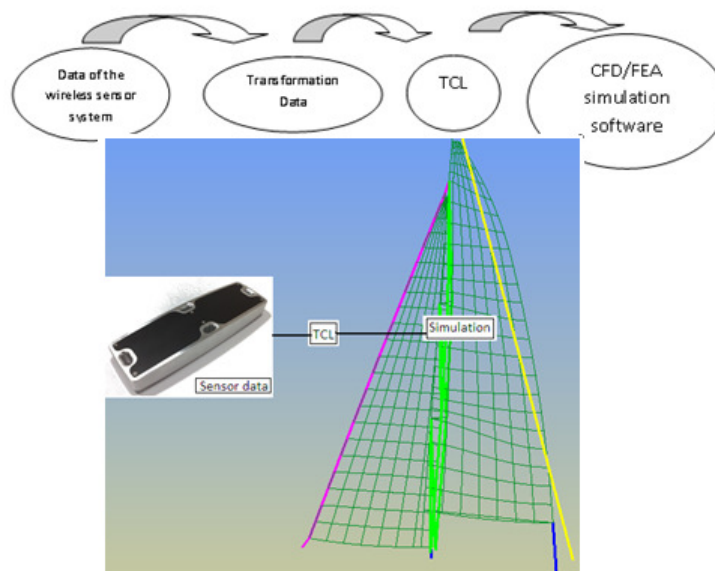 Data of the
wireless sensor
system
Transformation
Data
TCL
CFD/FEA
simulation
software
TCL
Simulation
Sensor data